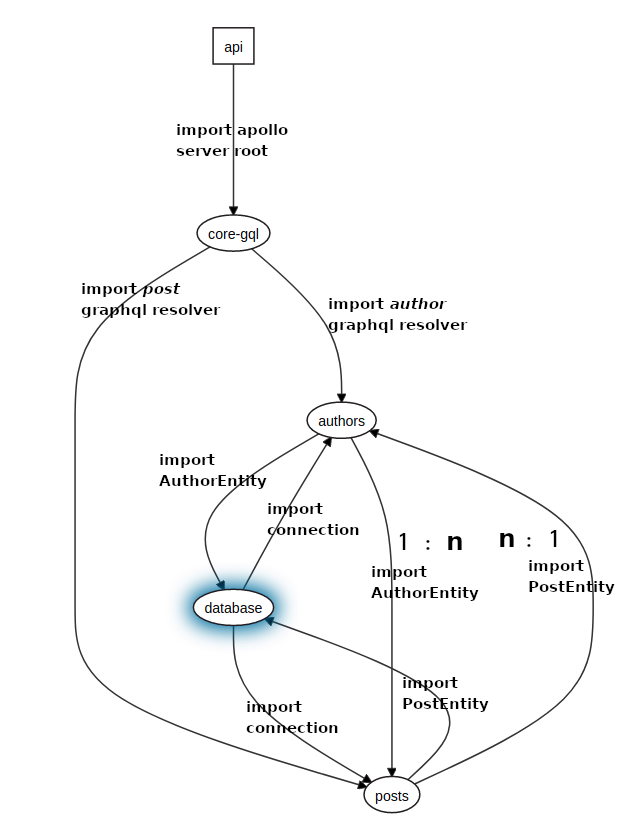 api
import apollo
server root
core-gql
import post
graphql resolver
import author
graphql resolver
authors
import
AuthorEntity
import
connection
1 : n
n : 1
import
AuthorEntity
import
PostEntity
database
import
PostEntity
import
connection
posts